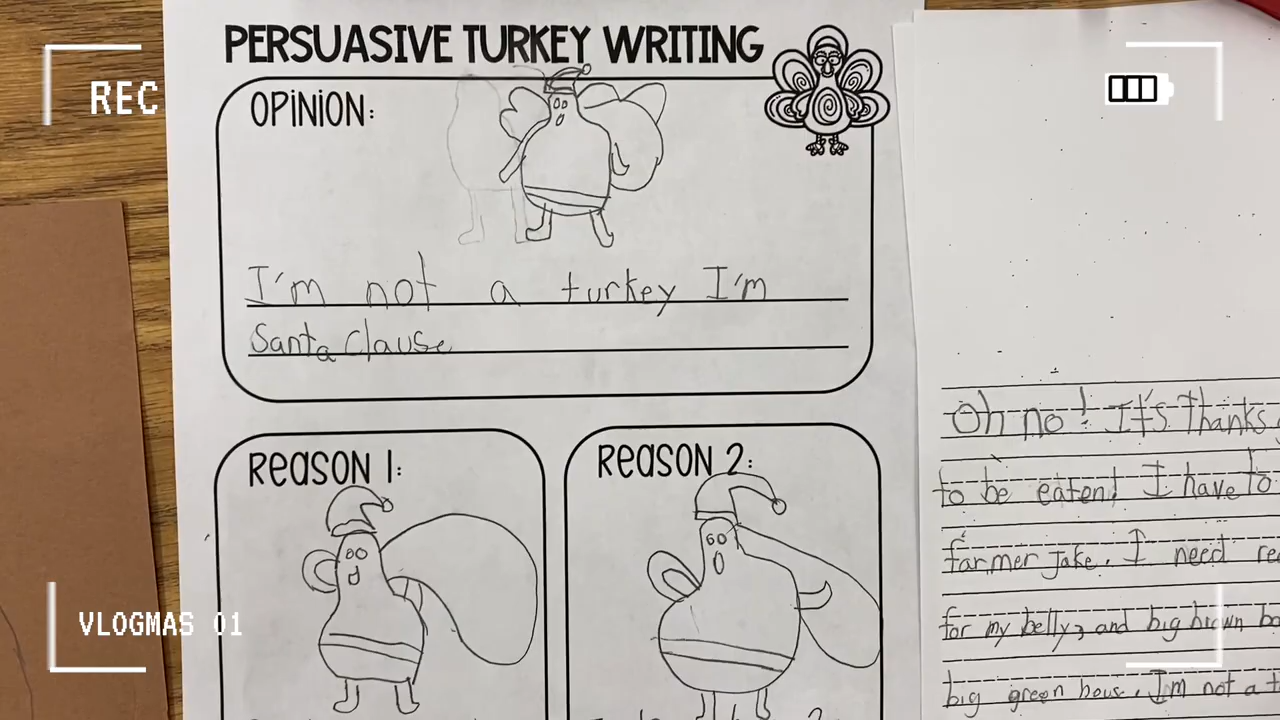 PERSUASIVE TURKEY WRITING
REC
OPINION:
I'm not a turkey I'm
Santa Clause
REASON 1:
REASON 2:
Oh no! It's Thanks
to be eaten! I have to
farmer Jake. I need
for my belly, and big brown
big green bows. I'm not a
VLOGMAS 01